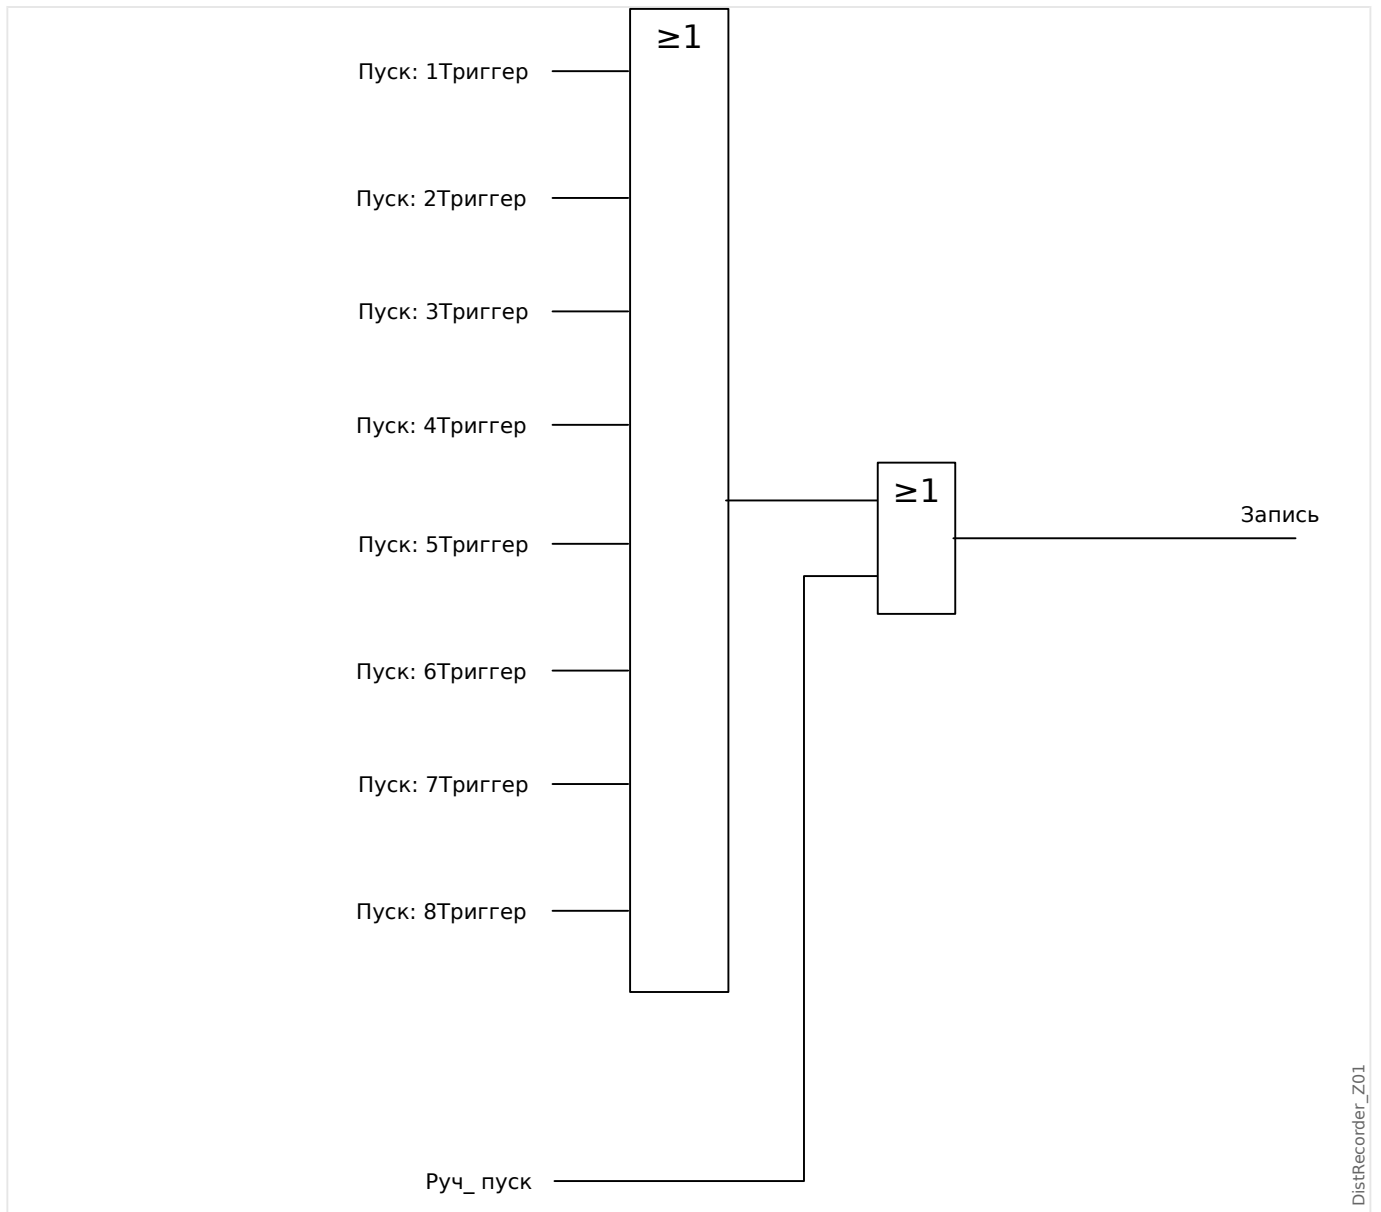 ≥1
Пуск: 1Триггер
Пуск: 2Триггер
Пуск: 3Триггер
Пуск: 4Триггер
≥1
Запись
Пуск: 5Триггер
Пуск: 6Триггер
Пуск: 7Триггер
Пуск: 8Триггер
Руч_ пуск
DistRecorder_Z01